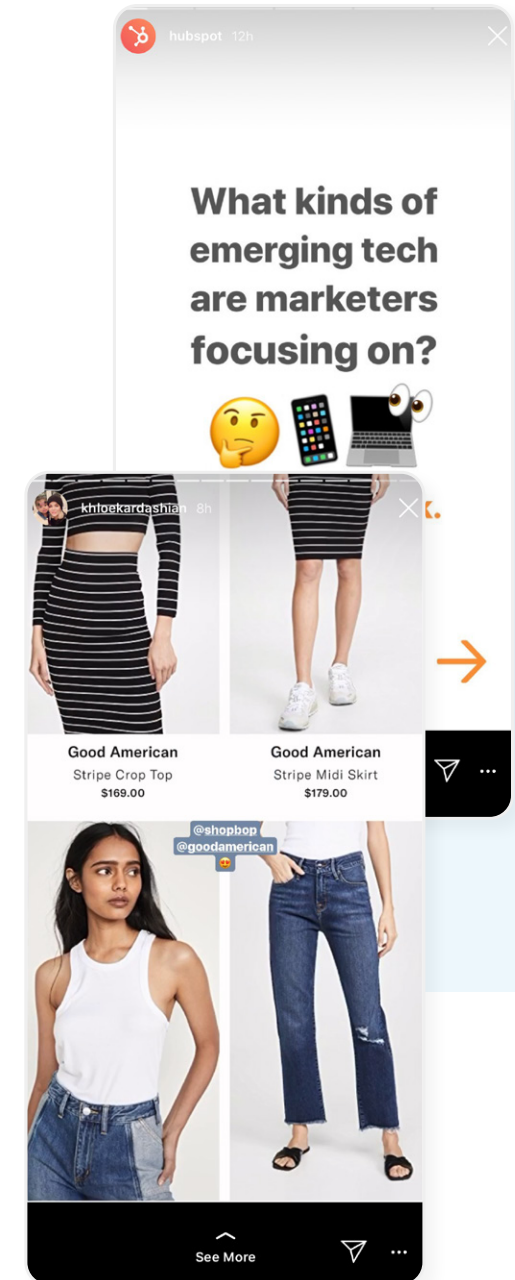 hubspot 12h
What kinds of
emerging tech
are marketers
focusing on?
k.
khloekardashian 8h
Good American
Stripe Crop Top
$169.00
Good American
Stripe Midi Skirt
$179.00
@shopbop
@goodamerican
See More